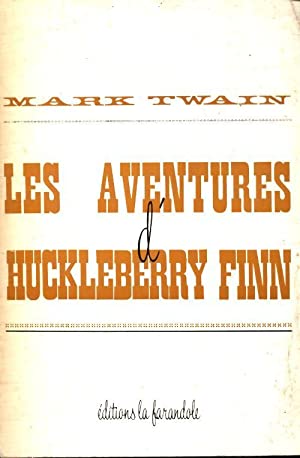 MARK TWAIN
LES AVENTURES
d'
HUCKLEBERRY FINN
éditions la farandole